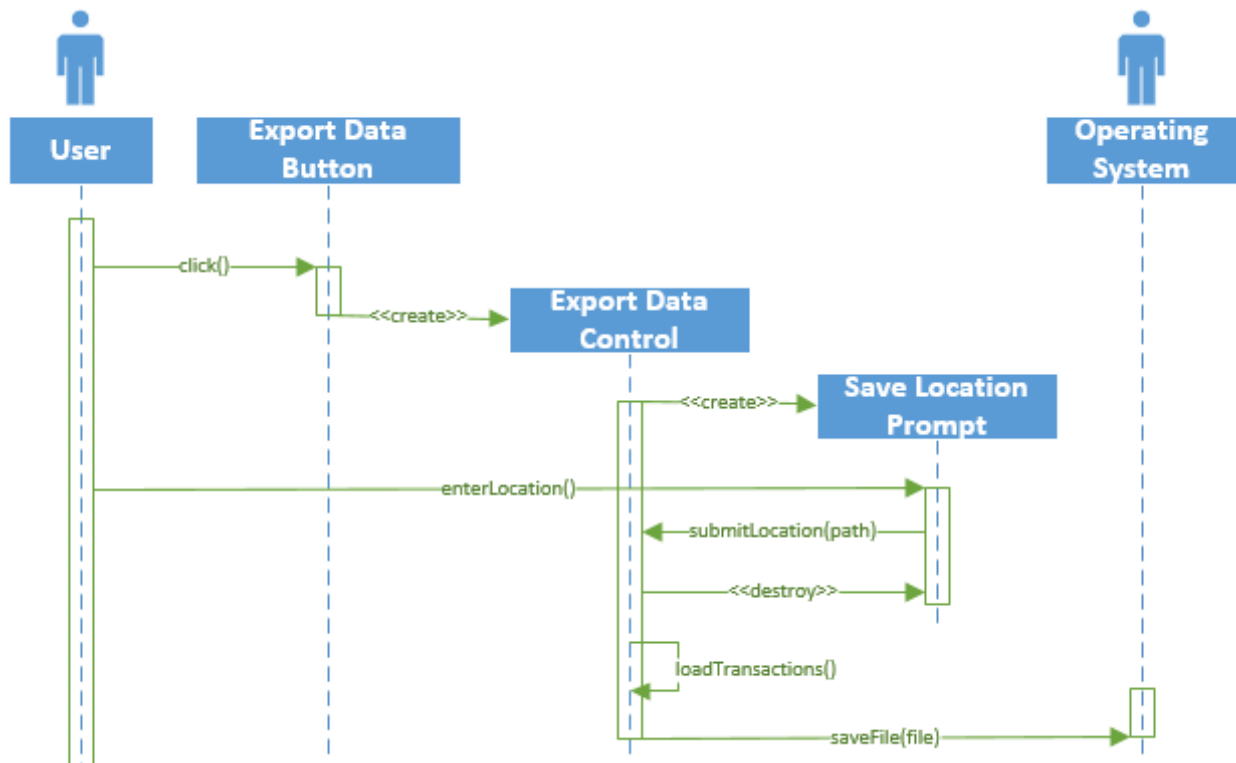 User
Export Data
Button
Operating
System
click()
<<create>>
Export Data
Control
<<create>>
Save Location
Prompt
enterLocation()
submitLocation(path)
<<destroy>>
loadTransactions()
saveFile(file)